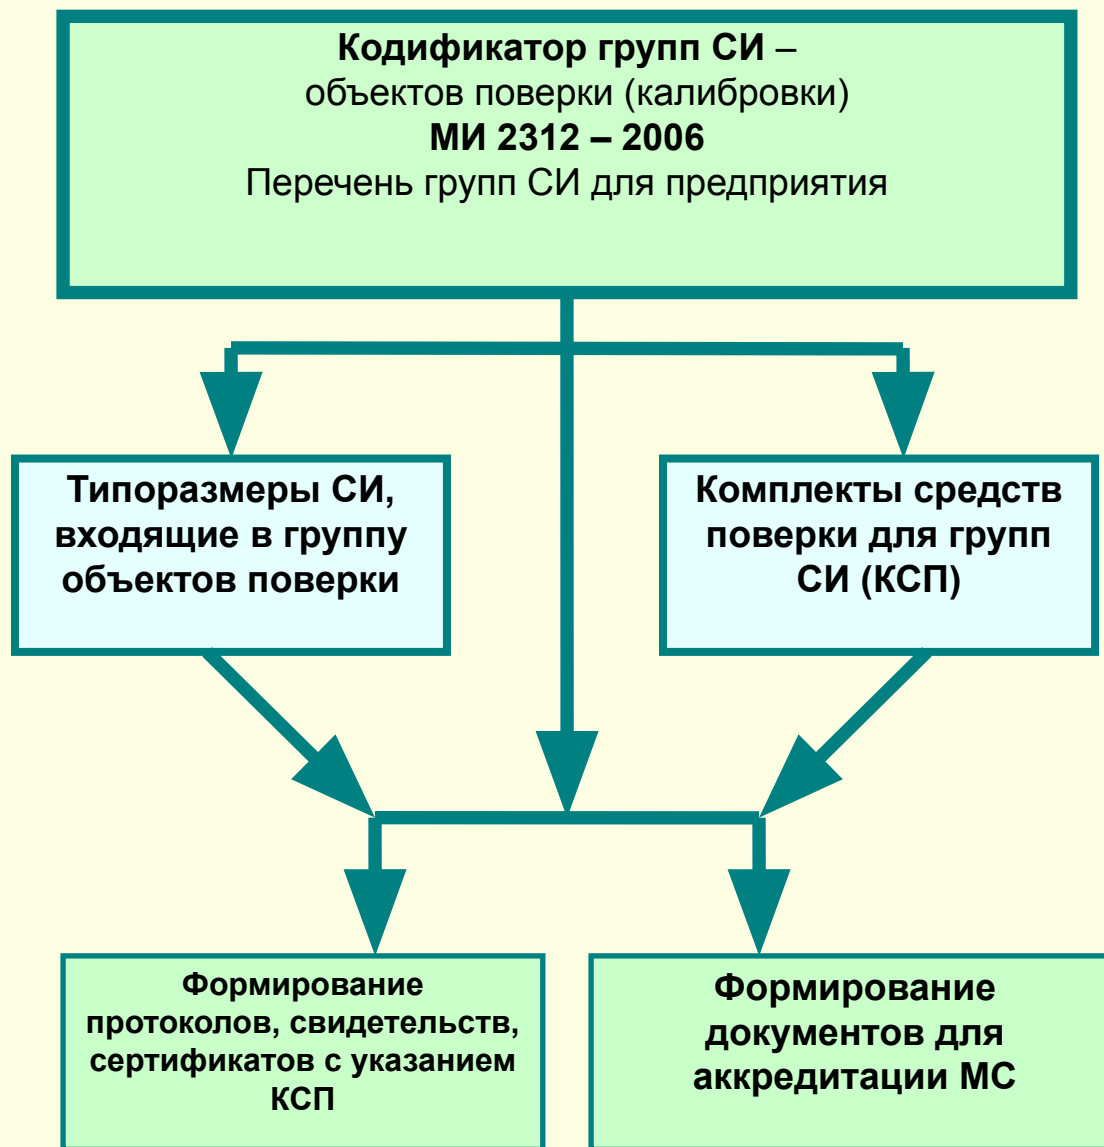 Кодификатор групп СИ –
объектов поверки (калибровки)
МИ 2312 – 2006
Перечень групп СИ для предприятия
Типоразмеры СИ,
входящие в группу
объектов поверки
Комплекты средств
поверки для групп
СИ (КСП)
Формирование
протоколов, свидетельств,
сертификатов с указанием
КСП
Формирование
документов для
аккредитации МС